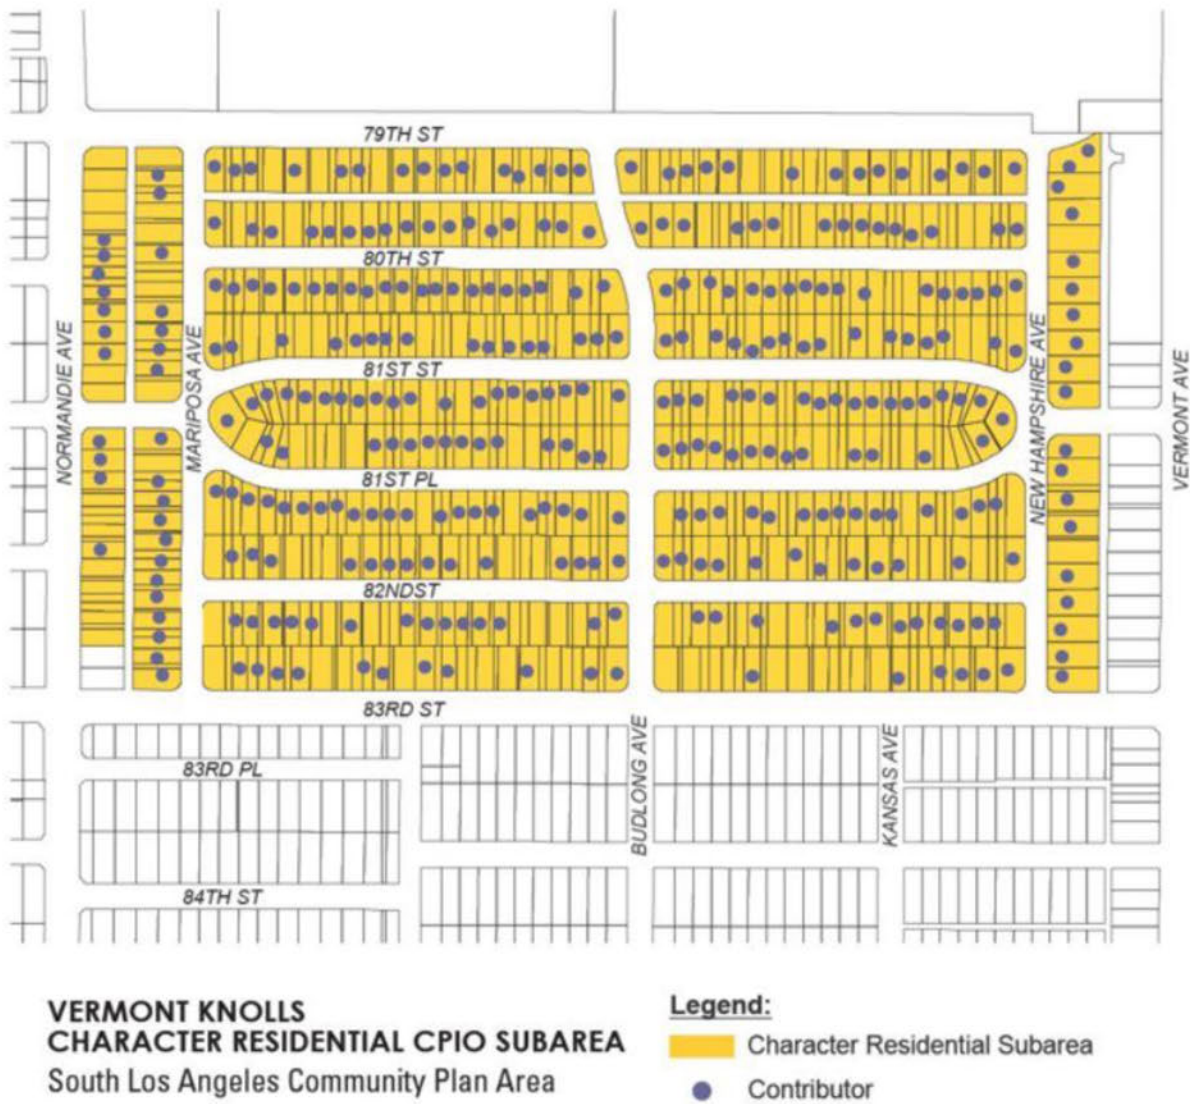 79TH ST
80TH ST
81ST ST
81ST PL
82NDST
83RD ST
83RD PL
84TH ST
NORMANDIE AVE
MARIPOSA AVE
NEW HAMPSHIRE AVE
VERMONT AVE
BUDLONG AVE
KANSAS AVE
VERMONT KNOLLS
CHARACTER RESIDENTIAL CPIO SUBAREA
South Los Angeles Community Plan Area
Legend:
Character Residential Subarea
Contributor